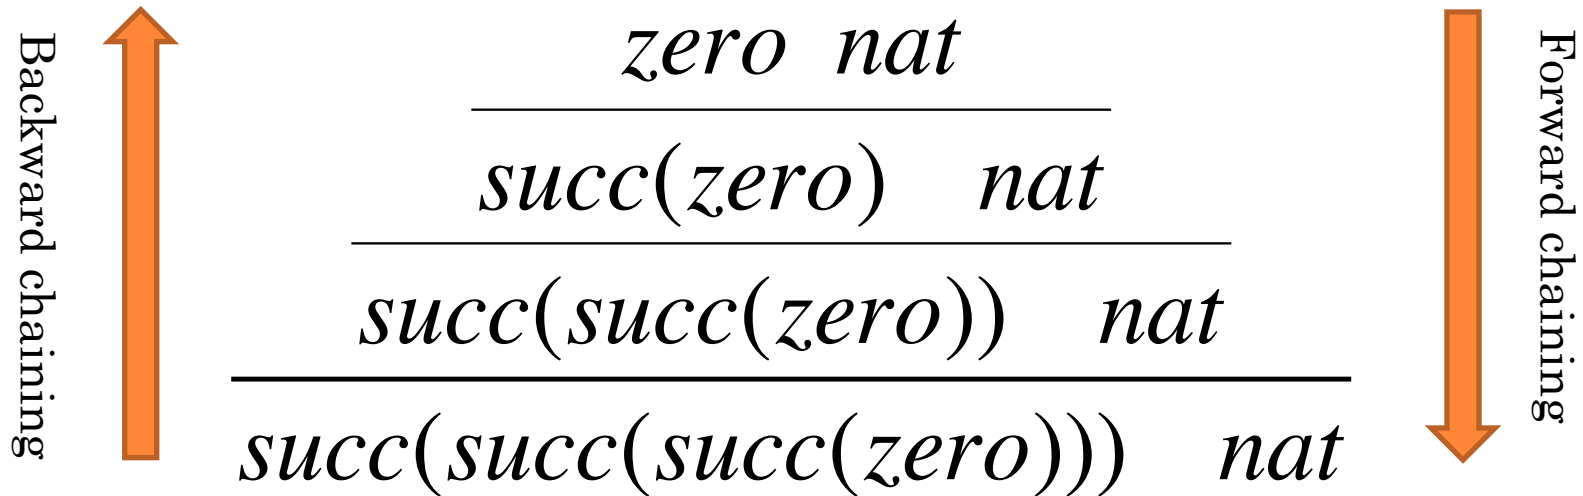 Backward chaining
zero nat
succ(zero) nat
succ(succ(zero)) nat
succ(succ(succ(zero))) nat
Forward chaining